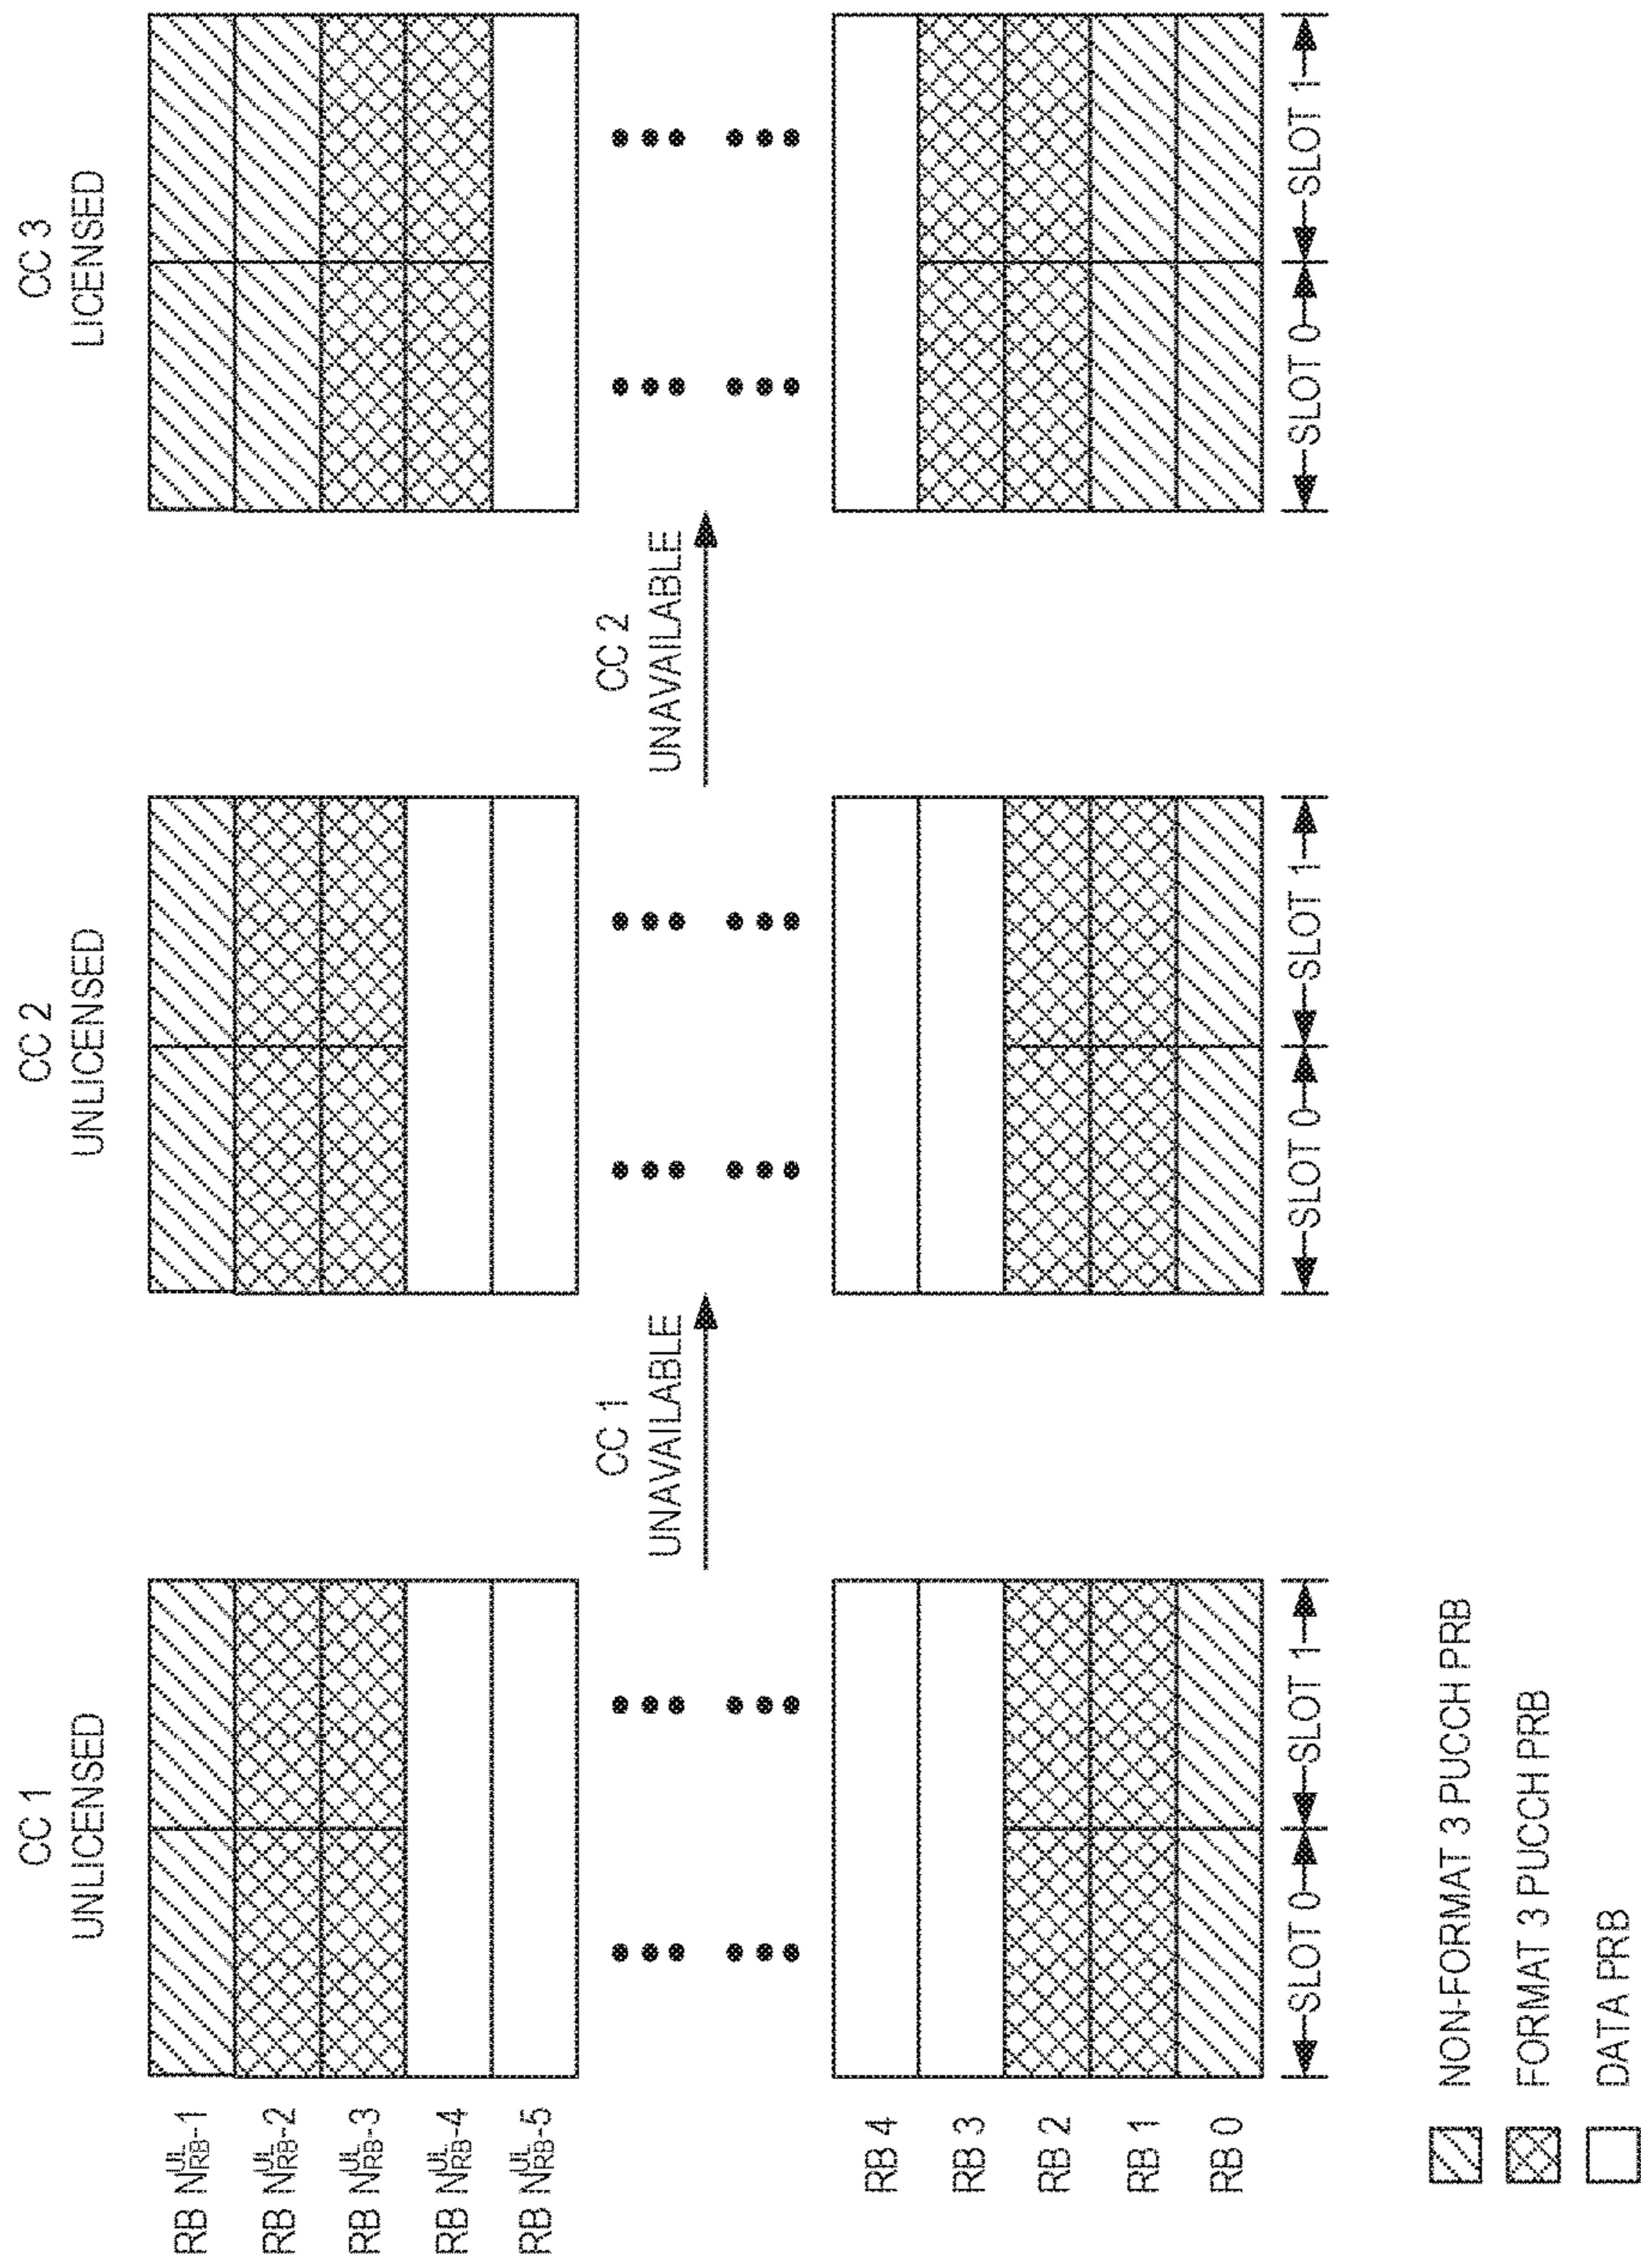 CC 1
UNLICENSED
CC 2
UNLICENSED
CC 3
LICENSED
RB N^UL_RB-1
RB N^UL_RB-2
RB N^UL_RB-3
RB N^UL_RB-4
RB N^UL_RB-5
CC 1
UNAVAILABLE
CC 2
UNAVAILABLE
RB 4
RB 3
RB 2
RB 1
RB 0
SLOT 0
SLOT 1
SLOT 0
SLOT 1
SLOT 0
SLOT 1
NON-FORMAT 3 PUCCH PRB
FORMAT 3 PUCCH PRB
DATA PRB